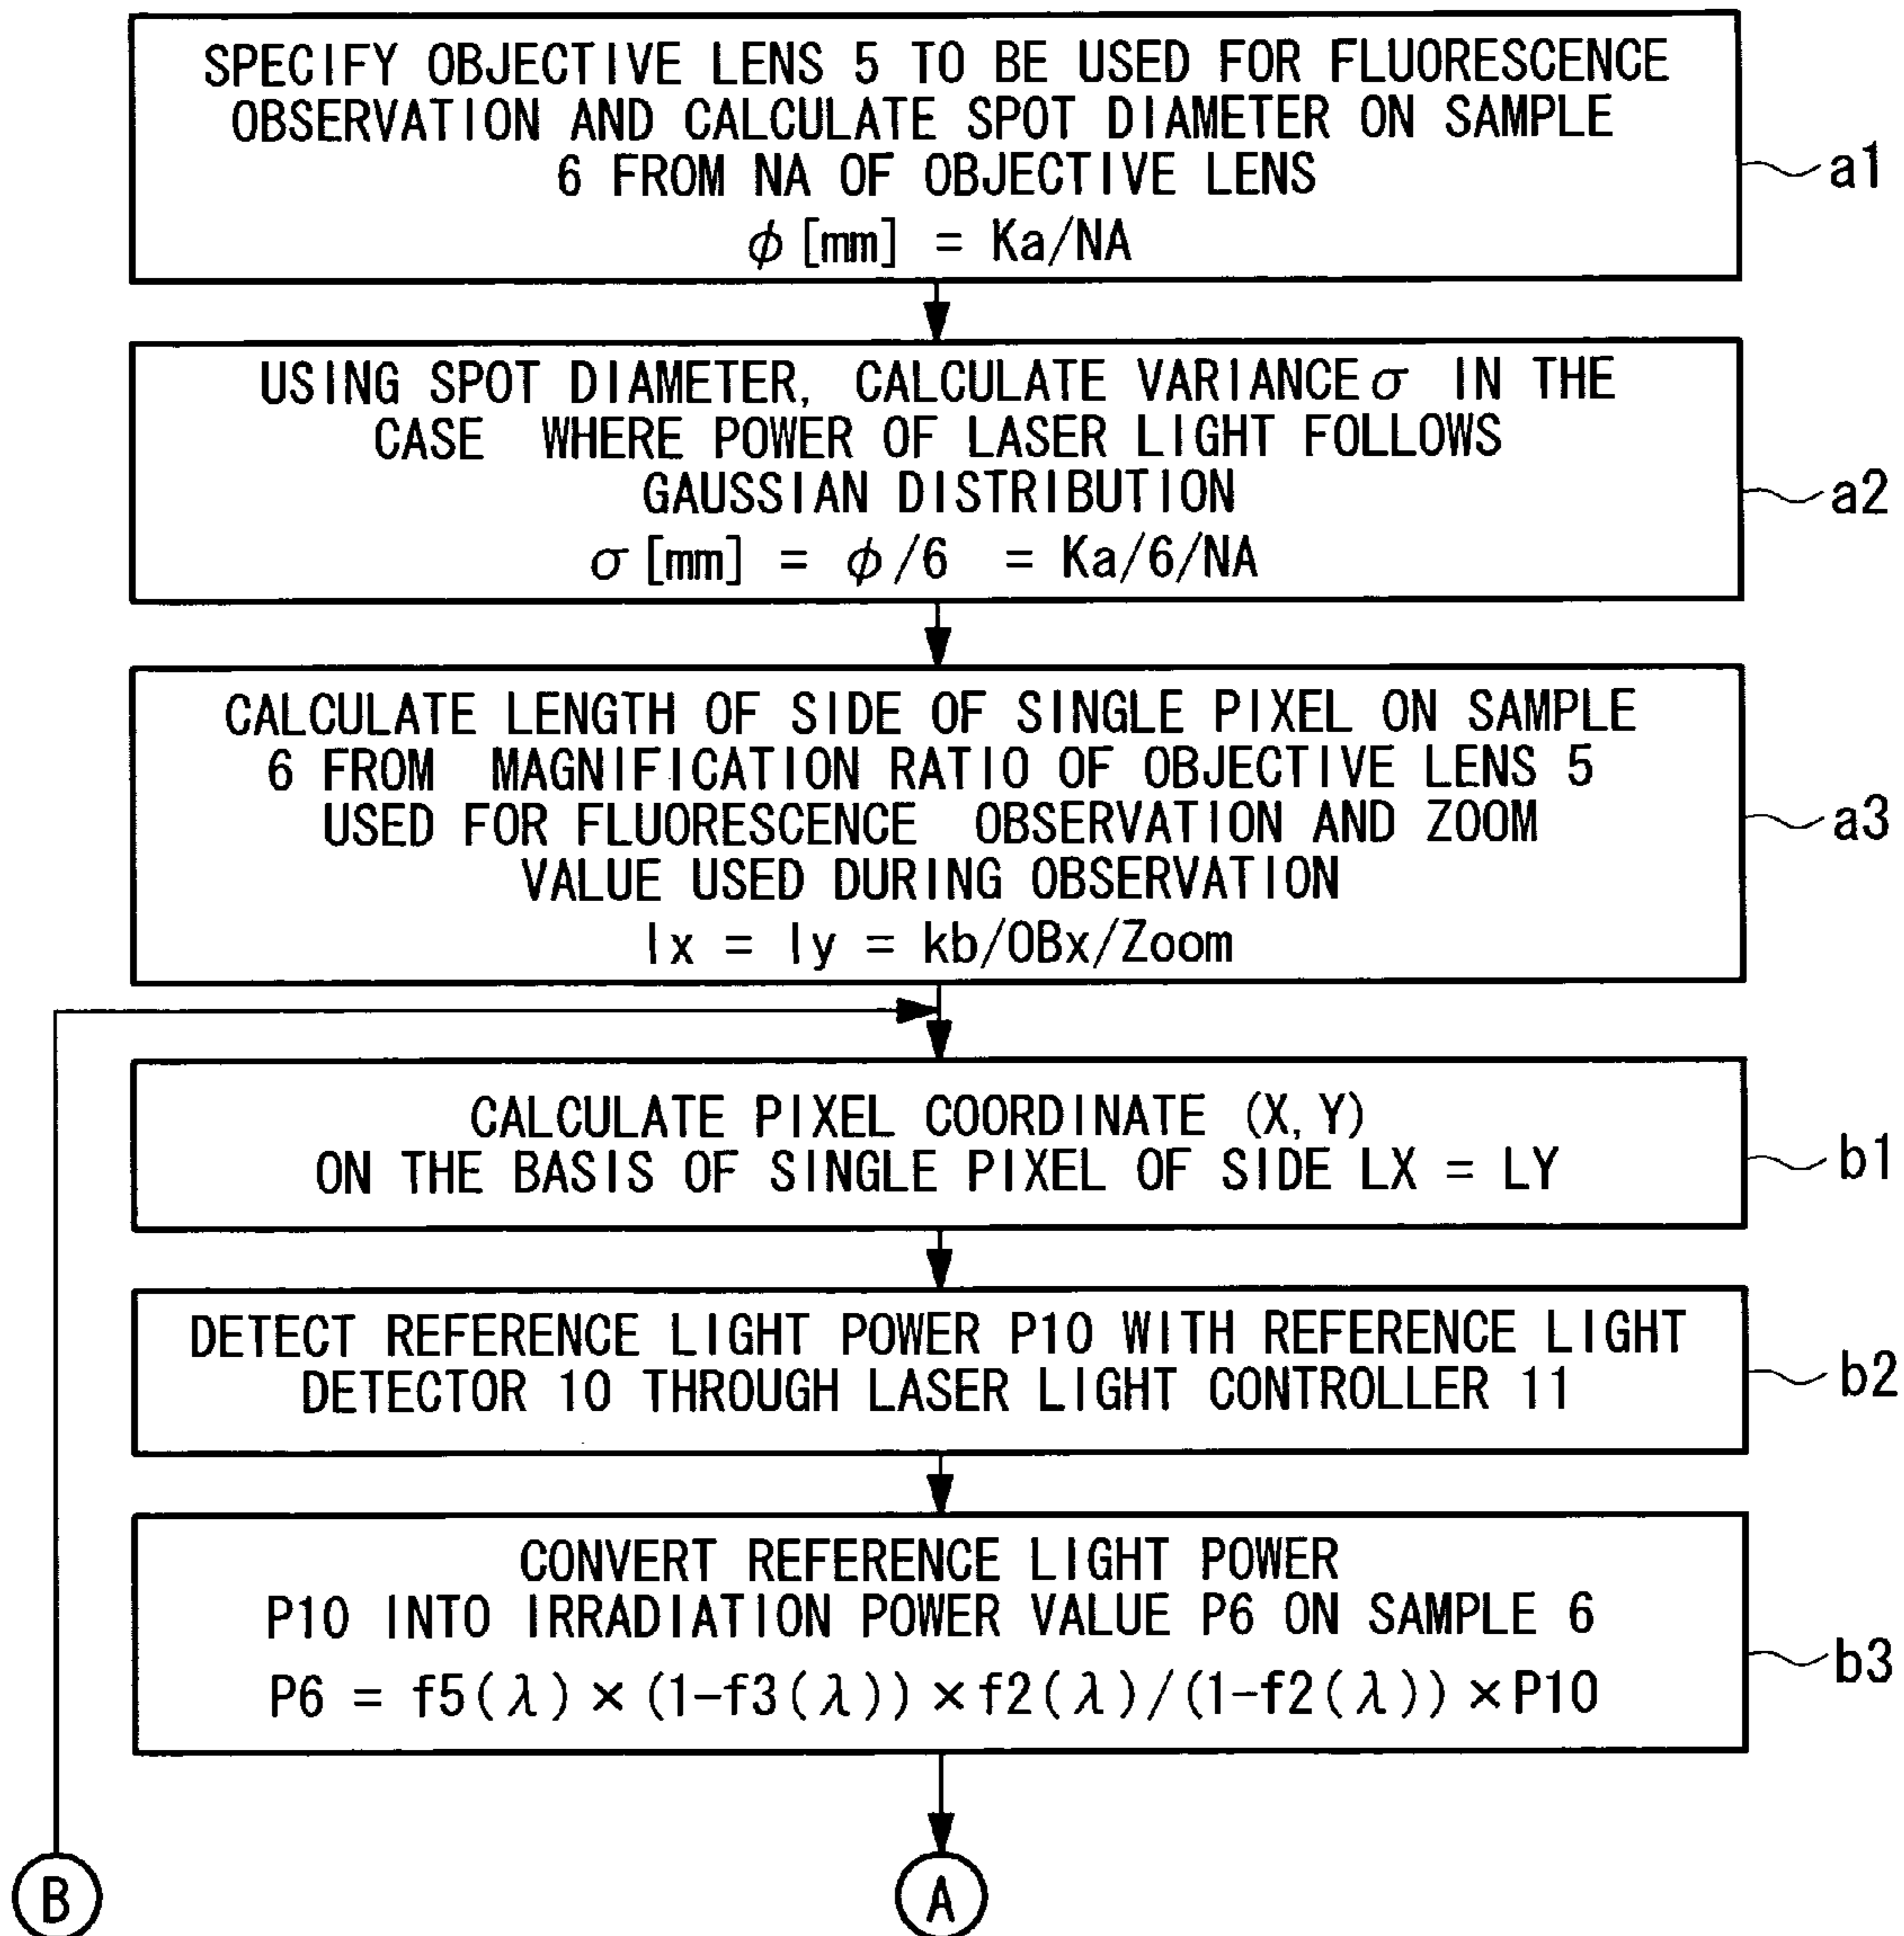 SPECIFY OBJECTIVE LENS 5 TO BE USED FOR FLUORESCENCE
OBSERVATION AND CALCULATE SPOT DIAMETER ON SAMPLE
6 FROM NA OF OBJECTIVE LENS
φ[mm] = Ka/NA
a1
USING SPOT DIAMETER, CALCULATE VARIANCE σ IN THE
CASE WHERE POWER OF LASER LIGHT FOLLOWS
GAUSSIAN DISTRIBUTION
σ[mm] = φ/6 = Ka/6/NA
a2
CALCULATE LENGTH OF SIDE OF SINGLE PIXEL ON SAMPLE
6 FROM MAGNIFICATION RATIO OF OBJECTIVE LENS 5
USED FOR FLUORESCENCE OBSERVATION AND ZOOM
VALUE USED DURING OBSERVATION
lx = ly = kb/OBx/Zoom
a3
CALCULATE PIXEL COORDINATE (X, Y)
ON THE BASIS OF SINGLE PIXEL OF SIDE LX = LY
b1
DETECT REFERENCE LIGHT POWER P10 WITH REFERENCE LIGHT
DETECTOR 10 THROUGH LASER LIGHT CONTROLLER 11
b2
CONVERT REFERENCE LIGHT POWER
P10 INTO IRRADIATION POWER VALUE P6 ON SAMPLE 6
P6 = f5(λ)×(1-f3(λ))×f2(λ)/(1-f2(λ))×P10
b3
B
A